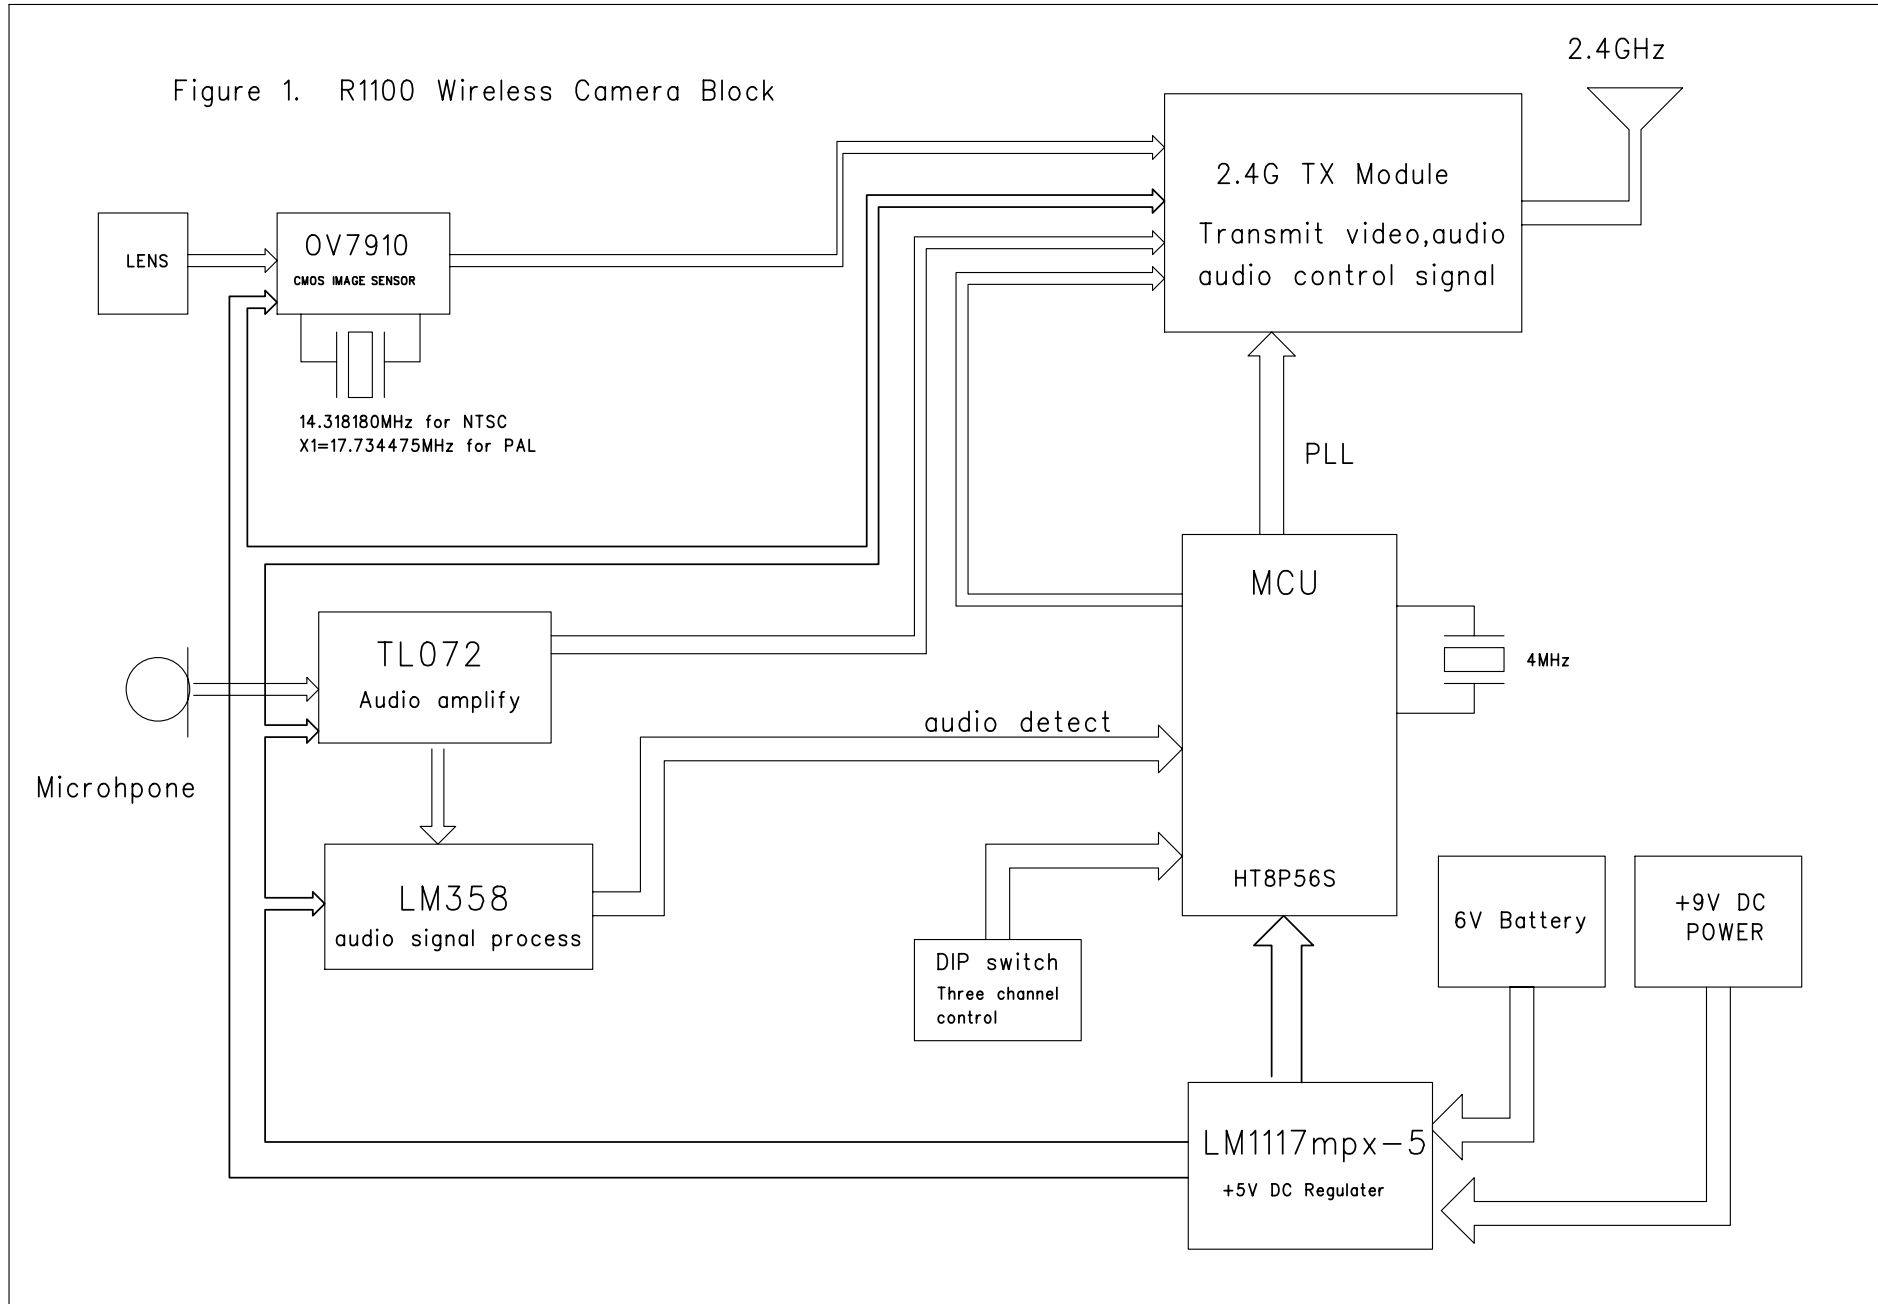 2.4GHz
Figure 1. R1100 Wireless Camera Block
2.4G TX Module
Transmit video,audio
audio control signal
LENS
OV7910
CMOS IMAGE SENSOR
14.318180MHz for NTSC
X1=17.734475MHz for PAL
PLL
MCU
HT8P56S
4MHz
TL072
Audio amplify
Microhpone
audio detect
LM358
audio signal process
DIP switch
Three channel
control
6V Battery
+9V DC
POWER
LM1117mpx-5
+5V DC Regulater